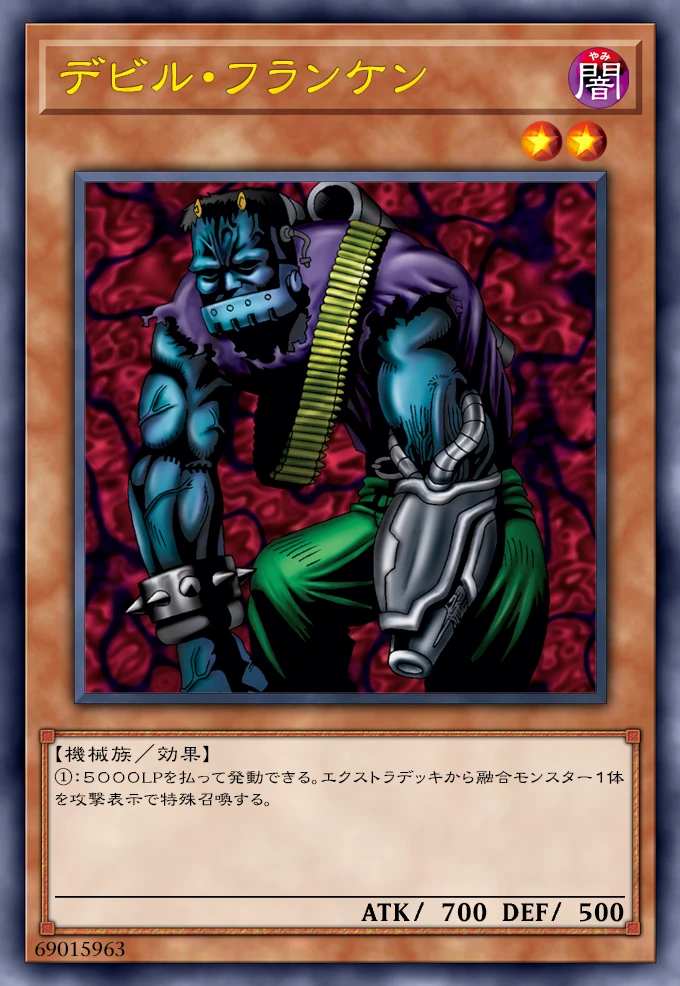 デビル・フランケン
やみ
闇
【機械族／効果】
①：５０００LPを払って発動できる。エクストラデッキから融合モンスター１体
を攻撃表示で特殊召喚する。
ATK/ 700 DEF/ 500
69015963